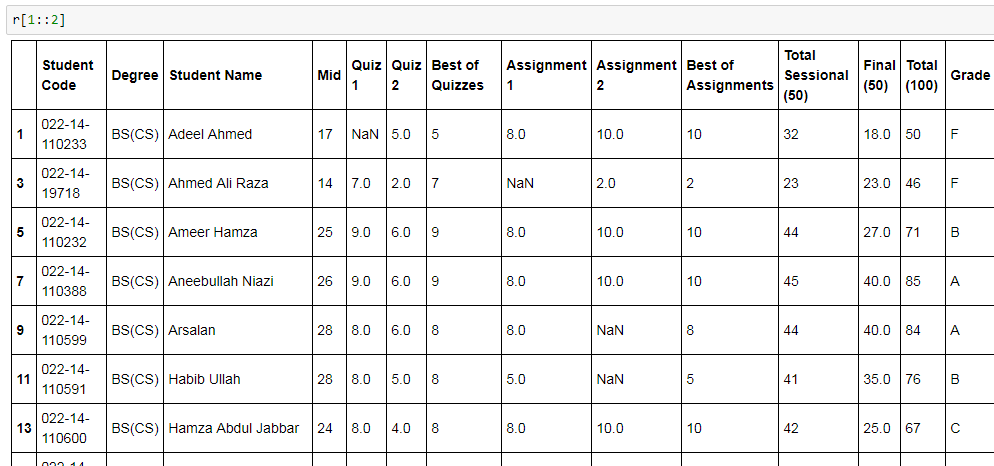 r[1::2]
Student Code Degree Student Name Mid Quiz 1 Quiz 2 Best of Quizzes Assignment 1 Assignment 2 Best of Assignments Total Sessional (50) Final (50) Total (100) Grade
1 022-14-110233 BS(CS) Adeel Ahmed 17 NaN 5.0 5 8.0 10.0 10 32 18.0 50 F
3 022-14-19718 BS(CS) Ahmed Ali Raza 14 7.0 2.0 7 NaN 2.0 2 23 23.0 46 F
5 022-14-110232 BS(CS) Ameer Hamza 25 9.0 6.0 9 8.0 10.0 10 44 27.0 71 B
7 022-14-110388 BS(CS) Aneebullah Niazi 26 9.0 6.0 9 8.0 10.0 10 45 40.0 85 A
9 022-14-110599 BS(CS) Arsalan 28 8.0 6.0 8 8.0 NaN 8 44 40.0 84 A
11 022-14-110591 BS(CS) Habib Ullah 28 8.0 5.0 8 5.0 NaN 5 41 35.0 76 B
13 022-14-110600 BS(CS) Hamza Abdul Jabbar 24 8.0 4.0 8 8.0 10.0 10 42 25.0 67 C